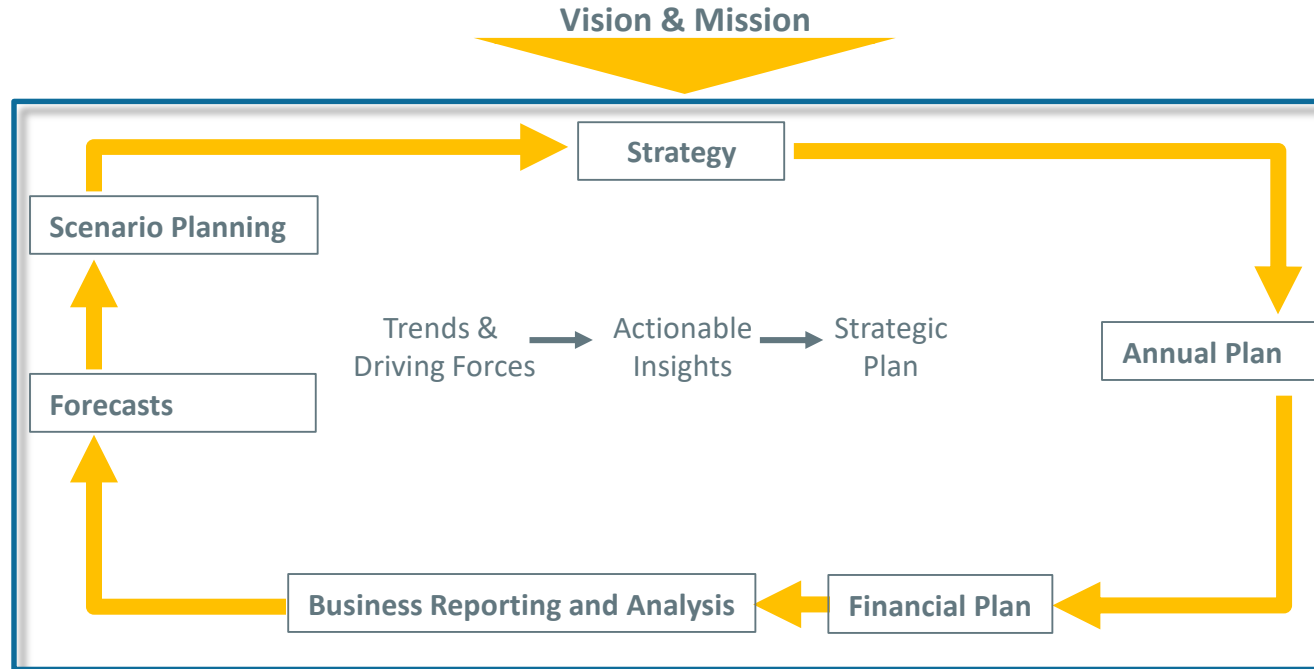 Vision & Mission
Strategy
Scenario Planning
Trends &
Driving Forces
Actionable
Insights
Strategic
Plan
Annual Plan
Forecasts
Business Reporting and Analysis
Financial Plan